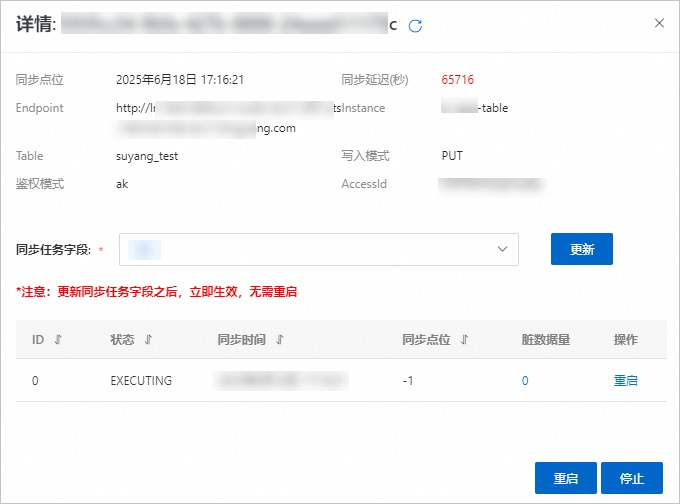 详情: c
同步点位 2025年6月18日 17:16:21 同步延迟(秒) 65716
Endpoint http:// Instance -table
.com
Table suyang_test 写入模式 PUT
鉴权模式 ak AccessId
同步任务字段: * 更新
*注意：更新同步任务字段之后，立即生效，无需重启
ID 状态 同步时间 同步点位 脏数据量 操作
0 EXECUTING -1 0 重启
重启 停止